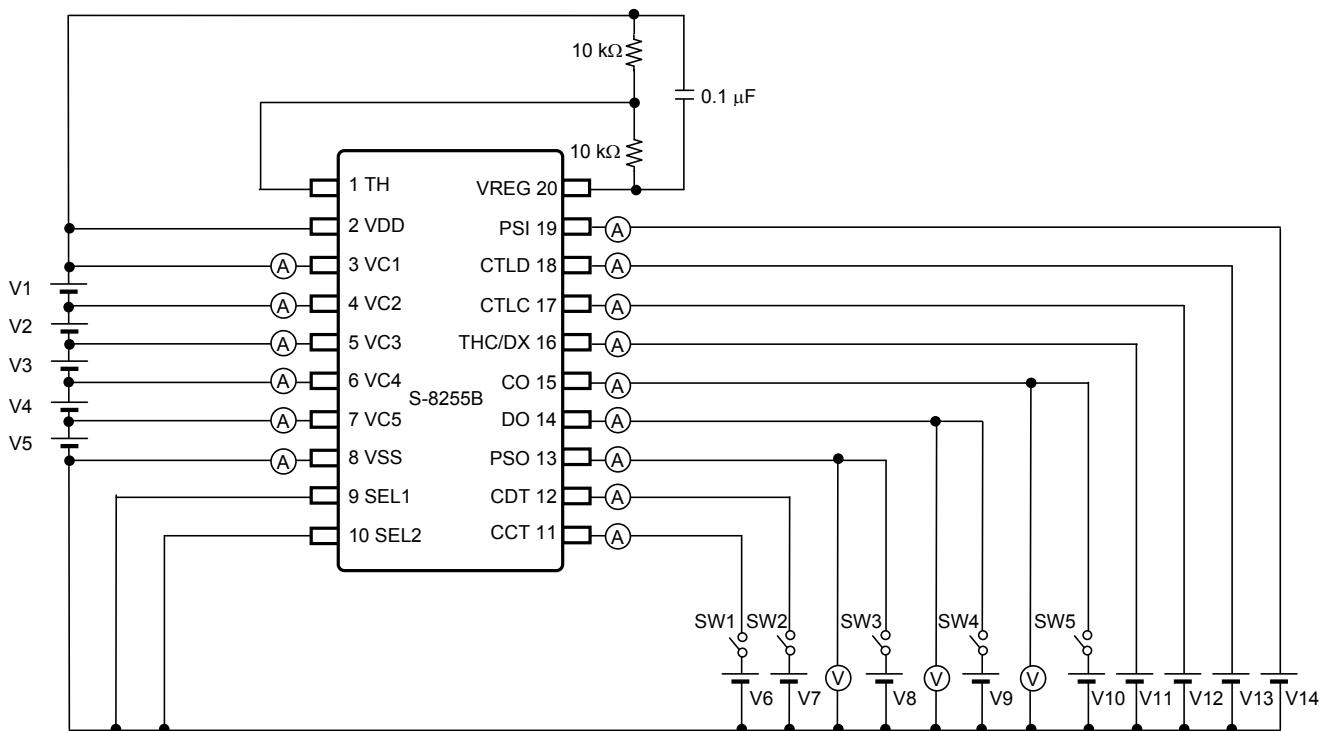 10 kΩ
0.1 μF
10 kΩ
1 TH
VREG 20
2 VDD
PSI 19
A
3 VC1
CTLD 18
A
A
V1
4 VC2
CTLC 17
A
A
V2
5 VC3
THC/DX 16
A
A
V3
6 VC4
CO 15
A
A
S-8255B
V4
7 VC5
DO 14
A
A
V5
8 VSS
PSO 13
A
A
9 SEL1
CDT 12
A
10 SEL2
CCT 11
A
SW1
SW2
SW3
SW4
SW5
V
V
V
V6
V7
V8
V9
V10
V11
V12
V13
V14